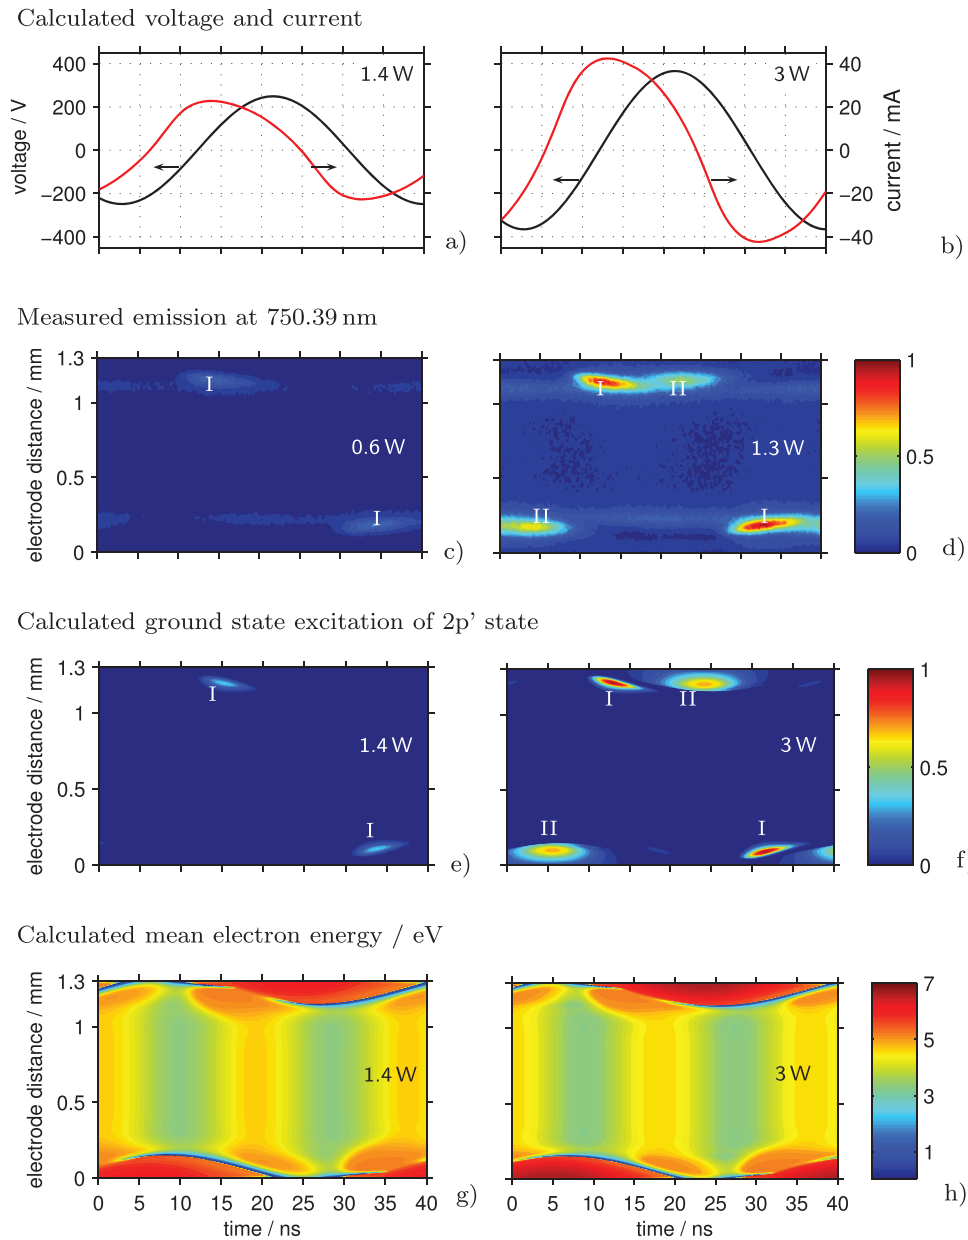 Calculated voltage and current
voltage / V
400
200
0
−200
−400
1.4 W
a)
3 W
40
20
0
−20
−40
current / mA
b)
Measured emission at 750.39 nm
electrode distance / mm
1.3
1
0.5
0
I
0.6 W
I
c)
I
II
1.3 W
II
I
1
0.5
0
d)
Calculated ground state excitation of 2p’ state
electrode distance / mm
1.3
1
0.5
0
I
1.4 W
I
e)
I
II
3 W
II
I
1
0.5
0
f
Calculated mean electron energy / eV
electrode distance / mm
1.3
1
0.5
0
1.4 W
0 5 10 15 20 25 30 35 40
time / ns
g)
3 W
0 5 10 15 20 25 30 35 40
time / ns
7
5
3
1
h)